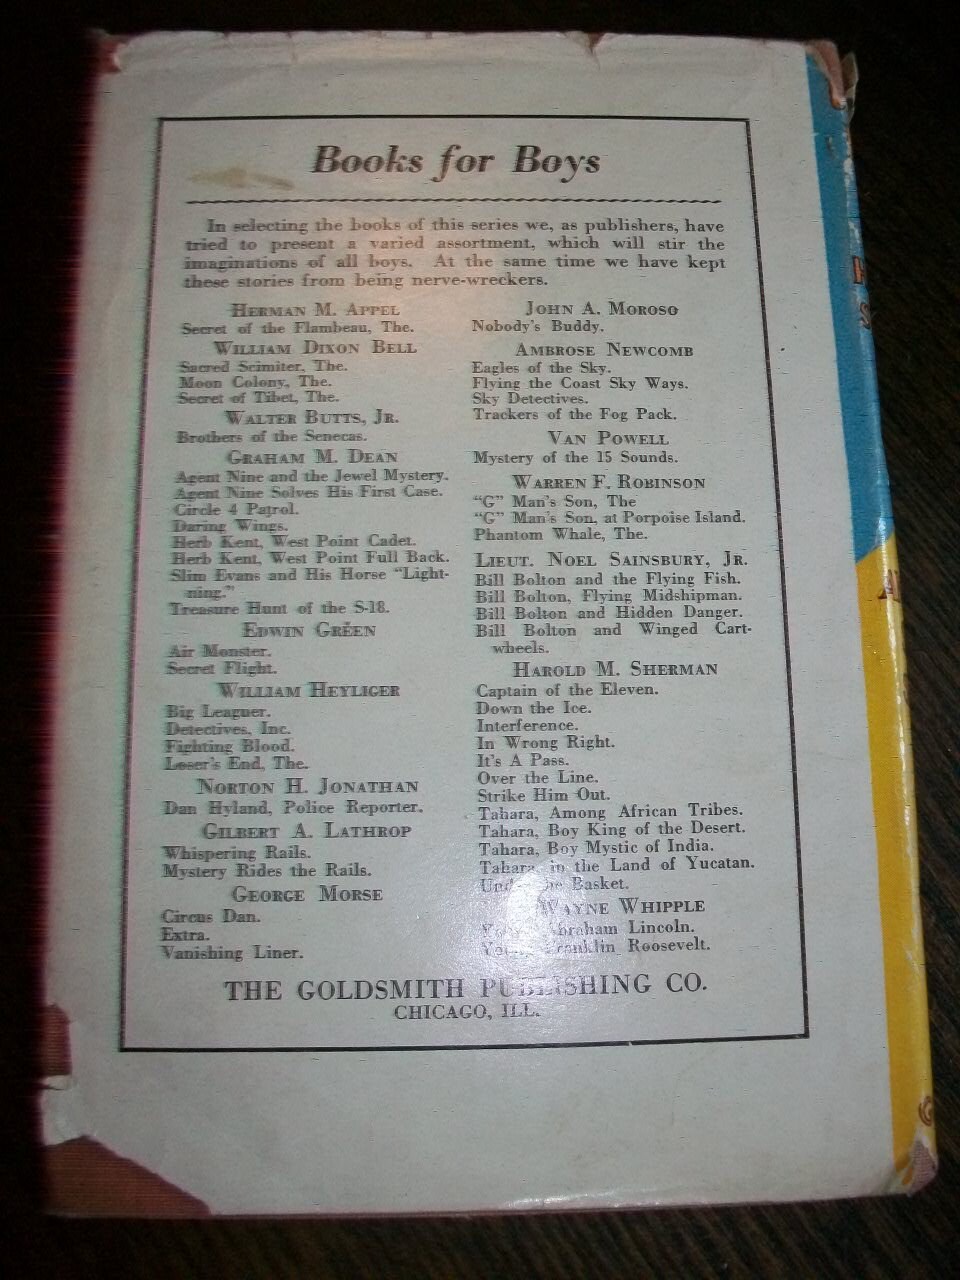 Books for Boys
In selecting the books of this series we, as publishers, have
tried to present a varied assortment, which will stir the
imaginations of all boys. At the same time we have kept
these stories from being nerve-wreckers.
HERMAN M. APPEL
Secret of the Flambeau, The.
WILLIAM DIXON BELL
Sacred Scimiter, The.
Moon Colony, The.
Secret of Tibet, The.
WALTER BUTTS, JR.
Brothers of the Senecas.
GRAHAM M. DEAN
Agent Nine and the Jewel Mystery.
Agent Nine Solves His First Case.
Circle 4 Patrol.
Daring Wings.
Herb Kent, West Point Cadet.
Herb Kent, West Point Full Back.
Slim Evans and His Horse "Light-
ning."
Treasure Hunt of the S-18.
EDWIN GREEN
Air Monster.
Secret Flight.
WILLIAM HEYLIGER
Big Leaguer.
Detectives, Inc.
Fighting Blood.
Loser's End, The.
NORTON H. JONATHAN
Dan Hyland, Police Reporter.
GILBERT A. LATHROP
Whispering Rails.
Mystery Rides the Rails.
GEORGE MORSE
Circus Dan.
Extra.
Vanishing Liner.
JOHN A. MOROSO
Nobody's Buddy.
AMBROSE NEWCOMB
Eagles of the Sky.
Flying the Coast Sky Ways.
Sky Detectives.
Trackers of the Fog Pack.
VAN POWELL
Mystery of the 15 Sounds.
WARREN F. ROBINSON
"G" Man's Son, The
"G" Man's Son, at Porpoise Island.
Phantom Whale, The.
LIEUT. NOEL SAINSBURY, JR.
Bill Bolton and the Flying Fish.
Bill Bolton, Flying Midshipman.
Bill Bolton and Hidden Danger.
Bill Bolton and Winged Cart-
wheels.
HAROLD M. SHERMAN
Captain of the Eleven.
Down the Ice.
Interference.
In Wrong Right.
It's A Pass.
Over the Line.
Strike Him Out.
Tahara, Among African Tribes.
Tahara, Boy King of the Desert.
Tahara, Boy Mystic of India.
Tahara, in the Land of Yucatan.
Basket.
WAYNE WHIPPLE
Abraham Lincoln.
Franklin Roosevelt.
THE GOLDSMITH PUBLISHING CO.
CHICAGO, ILL.